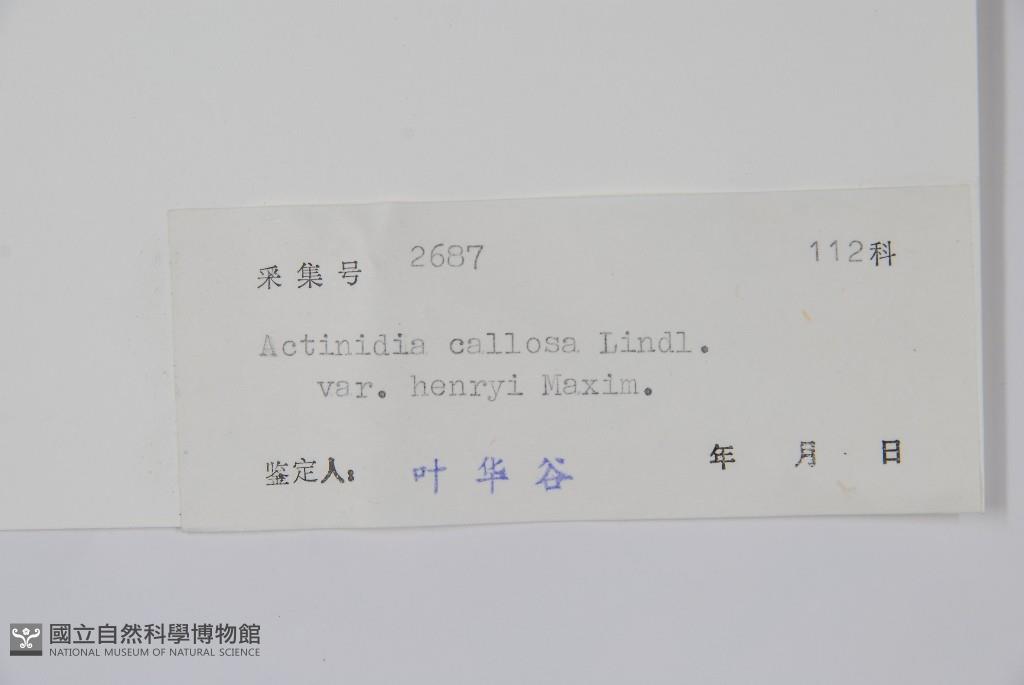 采集号 2687 112科
Actinidia callosa Lindl.
var. henryi Maxim.
鉴定人: 叶华谷 年 月 日
國立自然科學博物館
NATIONAL MUSEUM OF NATURAL SCIENCE